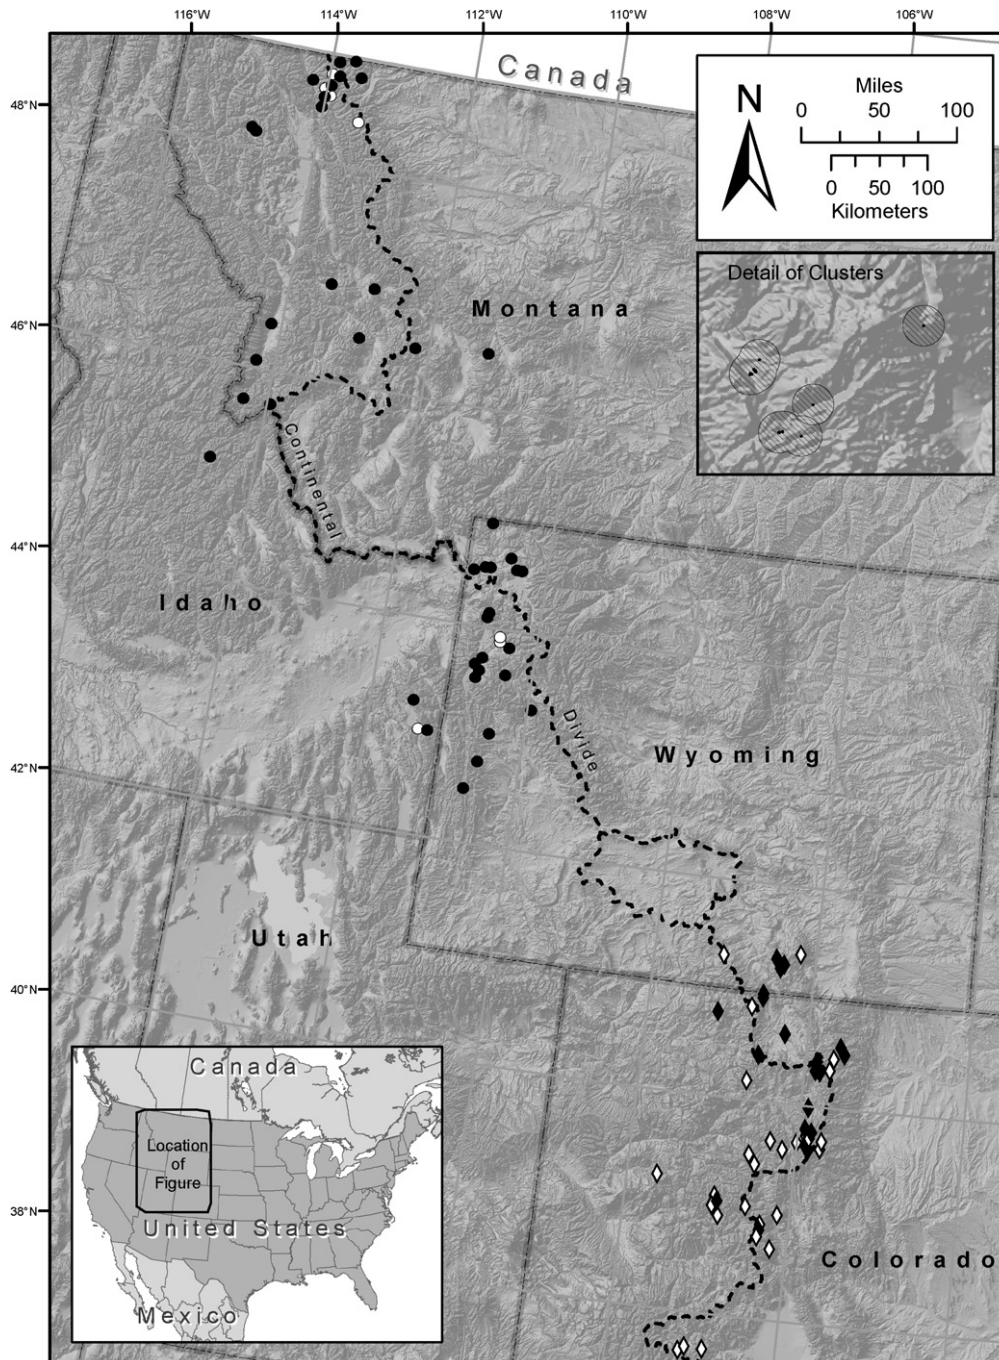 116°W 114°W 112°W 110°W 108°W 106°W
Canada
48°N
N
Miles
0 50 100
0 50 100
Kilometers
Detail of Clusters
Montana
46°N
Continental
44°N
Idaho
Divide
Wyoming
42°N
Utah
40°N
Canada
Location
of
Figure
United States
Mexico
38°N
Colorado